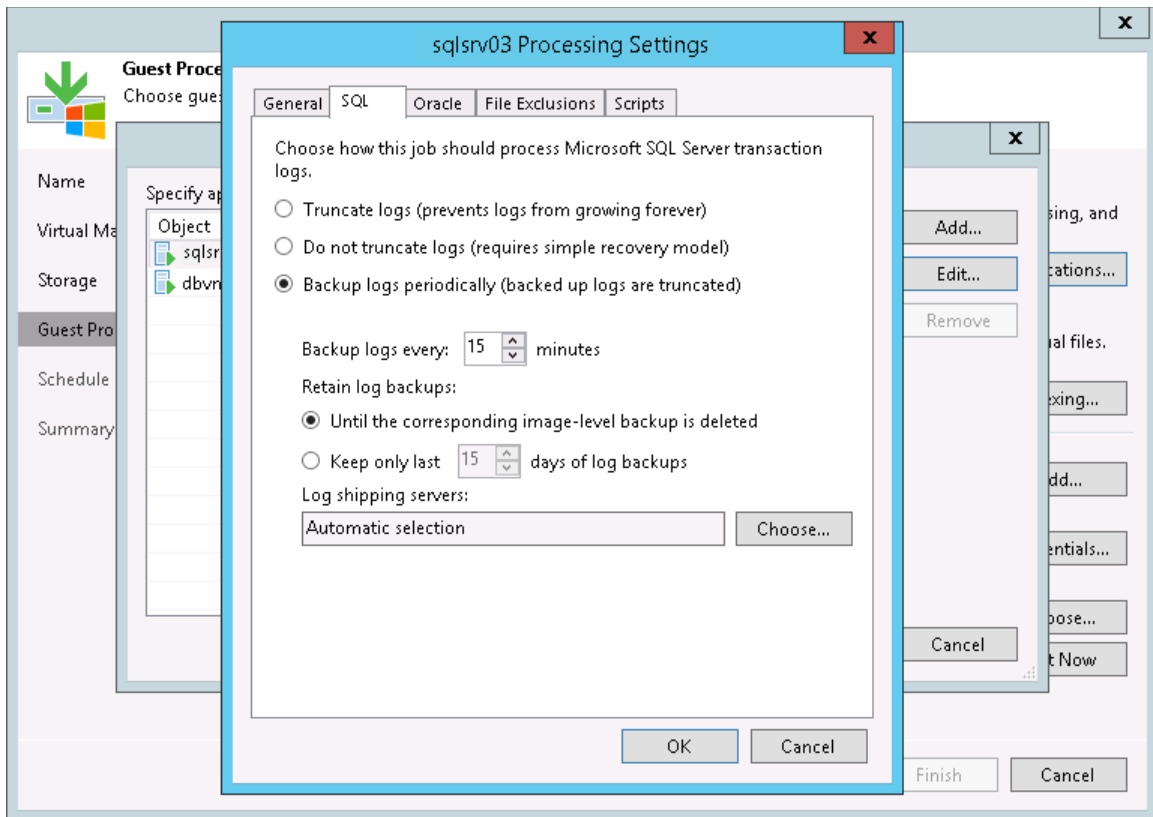 x
sqlsrv03 Processing Settings
x
Guest Proce
Choose gue
General
SQL
Oracle
File Exclusions
Scripts
x
Choose how this job should process Microsoft SQL Server transaction
logs.
Name
Virtual Ma
Storage
Guest Pro
Schedule
Summary
Specify ap
Object
sqlsr
dbvn
Truncate logs (prevents logs from growing forever)
Do not truncate logs (requires simple recovery model)
Backup logs periodically (backed up logs are truncated)
Backup logs every: 15 minutes
Retain log backups:
Until the corresponding image-level backup is deleted
Keep only last 15 days of log backups
Log shipping servers:
Automatic selection
Choose...
OK
Cancel
Add...
Edit...
Remove
Cancel
sing, and
cations...
ual files.
exing...
dd...
entials...
oose...
t Now
Finish
Cancel